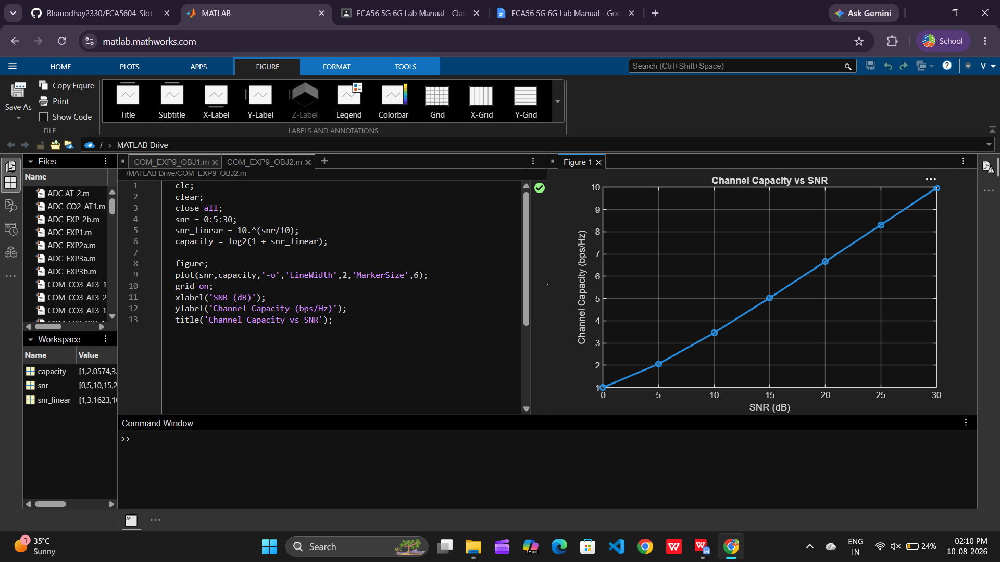 Bhanodhay2330/ECA5604-Slot-
MATLAB
ECA56 5G 6G Lab Manual - Clas
ECA56 5G 6G Lab Manual - Goo
Ask Gemini
matlab.mathworks.com
School
HOME
PLOTS
APPS
FIGURE
FORMAT
TOOLS
Search (Ctrl+Shift+Space)
V
Save As
Copy Figure
Print
Show Code
FILE
Title
Subtitle
X-Label
Y-Label
Z-Label
Legend
Colorbar
Grid
X-Grid
Y-Grid
LABELS AND ANNOTATIONS
/ › MATLAB Drive
Files
Name
ADC AT-2.m
ADC_CO2_AT1.m
ADC_EXP_2b.m
ADC_EXP1.m
ADC_EXP2a.m
ADC_EXP3a.m
ADC_EXP3b.m
COM_CO3_AT3_1_
COM_CO3_AT3_2_
COM_CO3_AT3-1_
Workspace
Name Value
capacity [1,2.0574,3.
snr [0,5,10,15,2
snr_linear [1,3.1623,10
COM_EXP9_OBJ1.m
COM_EXP9_OBJ2.m
/MATLAB Drive/COM_EXP9_OBJ2.m
1 clc;
2 clear;
3 close all;
4 snr = 0:5:30;
5 snr_linear = 10.^(snr/10);
6 capacity = log2(1 + snr_linear);
7
8 figure;
9 plot(snr,capacity,'-o','LineWidth',2,'MarkerSize',6);
10 grid on;
11 xlabel('SNR (dB)');
12 ylabel('Channel Capacity (bps/Hz)');
13 title('Channel Capacity vs SNR');
Figure 1
Channel Capacity vs SNR
Channel Capacity (bps/Hz)
10
9
8
7
6
5
4
3
2
1
0 5 10 15 20 25 30
SNR (dB)
Command Window
>>
1
35°C
Sunny
Search
M365
ENG
IN
24%
02:10 PM
10-08-2026